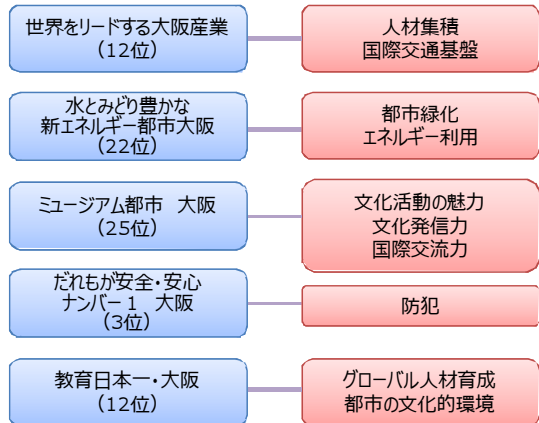 世界をリードする大阪産業
(12位)
人材集積
国際交通基盤
水とみどり豊かな
新エネルギー都市大阪
(22位)
都市緑化
エネルギー利用
ミュージアム都市　大阪
(25位)
文化活動の魅力
文化発信力
国際交流力
だれもが安全・安心
ナンバー１　大阪
(3位)
防犯
教育日本一・大阪
(12位)
グローバル人材育成
都市の文化的環境